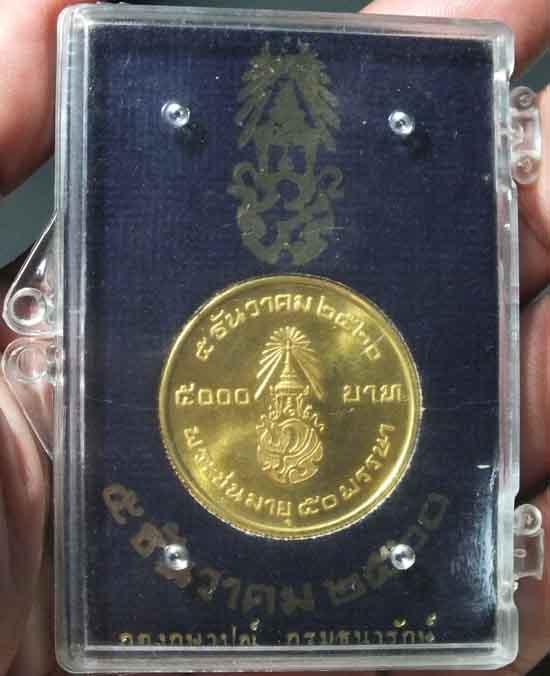 ๕ ธันวาคม ๒๕๒๐
๕๐๐๐ บาท
พระชนมายุ ๕๐ พรรษา
๕ ธันวาคม ๒๕๒๐
กองกษาปณ์ กรมธนารักษ์